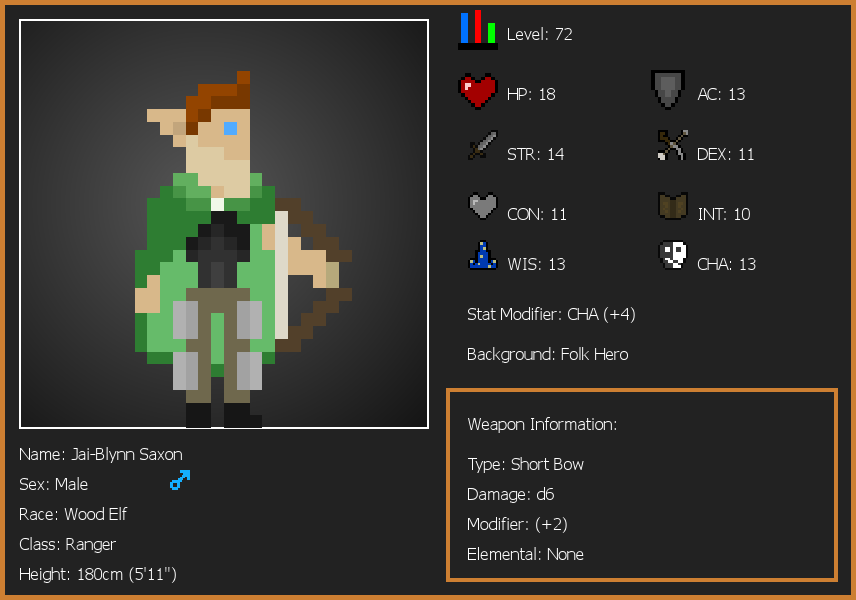 Level: 72
HP: 18
AC: 13
STR: 14
DEX: 11
CON: 11
INT: 10
WIS: 13
CHA: 13
Stat Modifier: CHA (+4)
Background: Folk Hero
Weapon Information:
Type: Short Bow
Damage: d6
Modifier: (+2)
Elemental: None
Name: Jai-Blynn Saxon
Sex: Male
Race: Wood Elf
Class: Ranger
Height: 180cm (5'11")